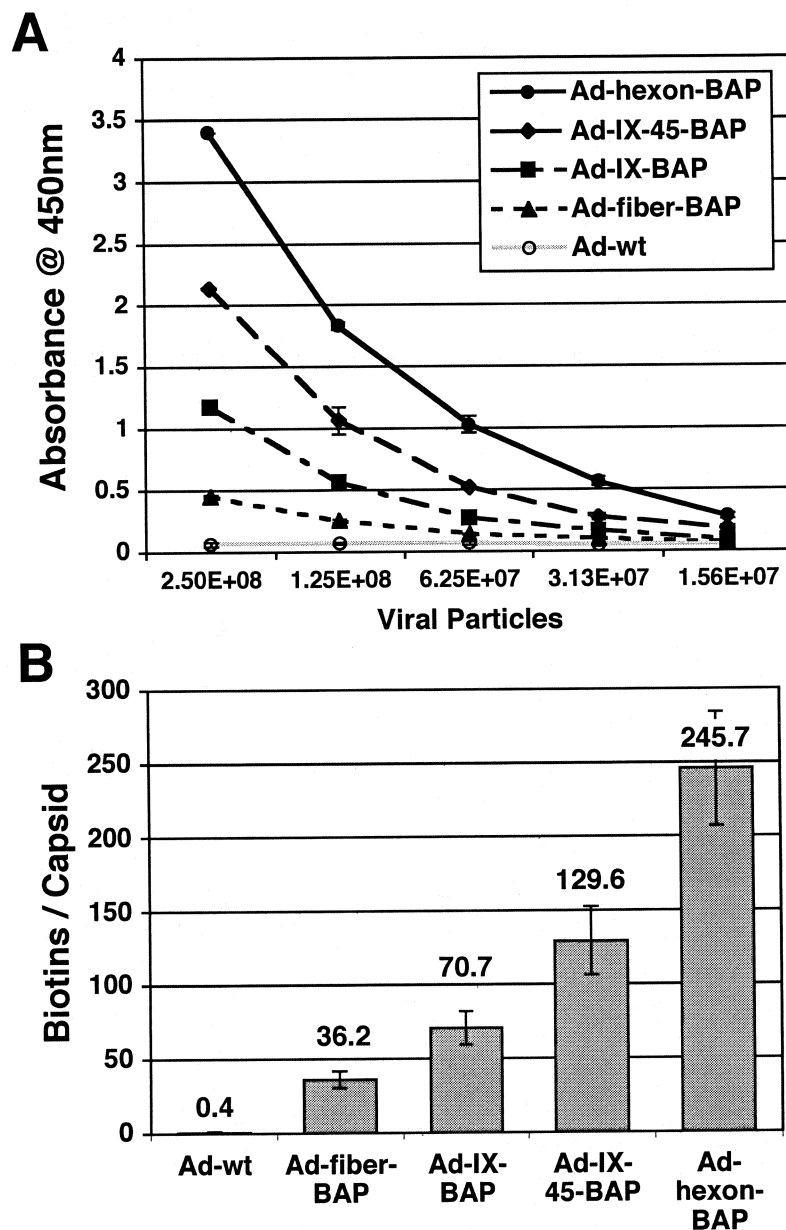 A
4
3.5
3
2.5
2
1.5
1
0.5
0
Absorbance @ 450nm
Ad-hexon-BAP
Ad-IX-45-BAP
Ad-IX-BAP
Ad-fiber-BAP
Ad-wt
2.50E+08 1.25E+08 6.25E+07 3.13E+07 1.56E+07
Viral Particles
B
300
250
200
150
100
50
0
Biotins / Capsid
0.4
36.2
70.7
129.6
245.7
Ad-wt
Ad-fiber-
BAP
Ad-IX-
BAP
Ad-IX-
45-BAP
Ad-
hexon-
BAP